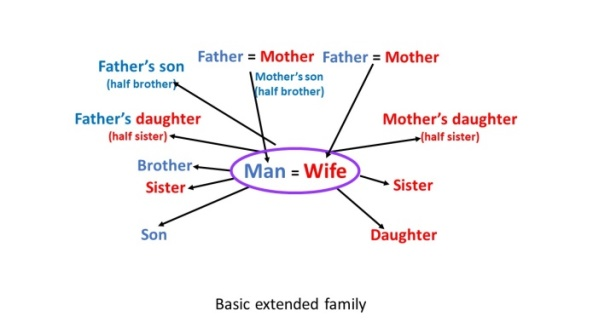 Father = Mother Father = Mother
Father's son
(half brother)
Mother's son
(half brother)
Father's daughter
(half sister)
Mother's daughter
(half sister)
Brother
Man = Wife
Sister
Sister
Son
Daughter
Basic extended family